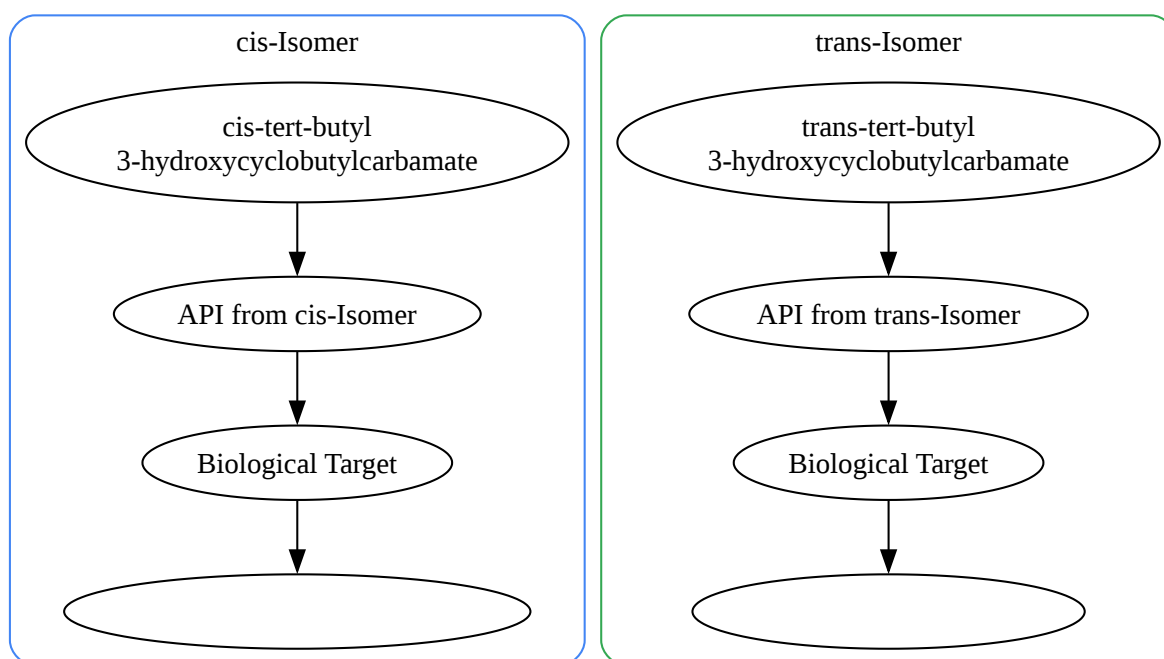 cis-Isomer
cis-tert-butyl
3-hydroxycyclobutylcarbamate
API from cis-Isomer
Biological Target
trans-Isomer
trans-tert-butyl
3-hydroxycyclobutylcarbamate
API from trans-Isomer
Biological Target